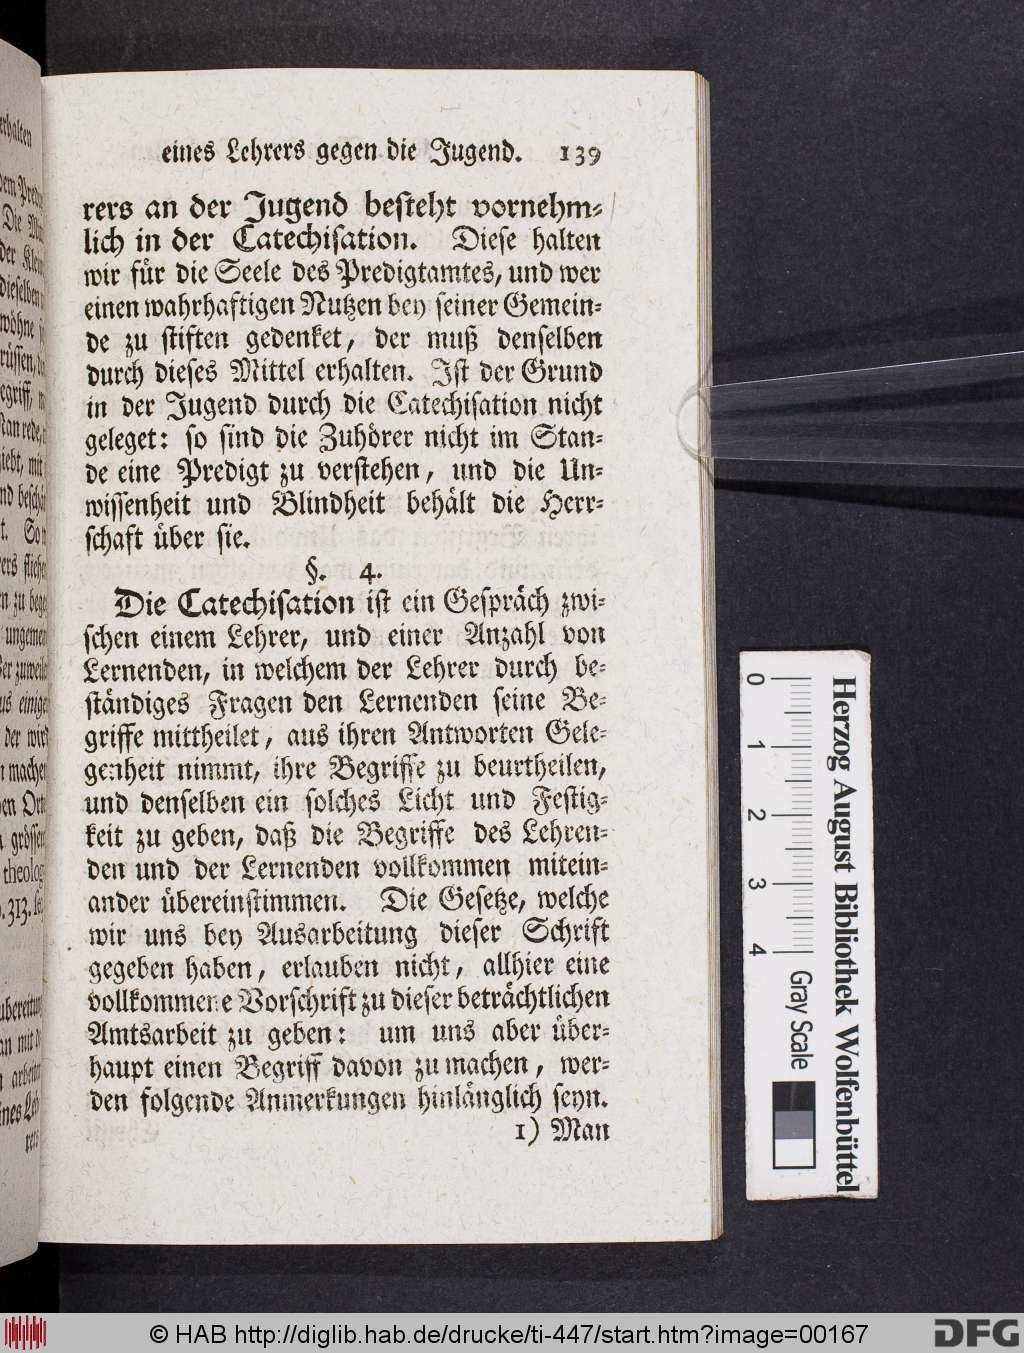 eines Lehrers gegen die Jugend. 139
rers an der Jugend besteht vornehm-
lich in der Catechisation. Diese halten
wir für die Seele des Predigtamtes, und wer
einen wahrhaftigen Nutzen bey seiner Gemein-
de zu stiften gedenket, der muß denselben
durch dieses Mittel erhalten. Ist der Grund
in der Jugend durch die Catechisation nicht
geleget: so sind die Zuhörer nicht im Stan-
de eine Predigt zu verstehen, und die Un-
wissenheit und Blindheit behält die Herr-
schaft über sie.
§. 4.
Die Catechisation ist ein Gespräch zwi-
schen einem Lehrer, und einer Anzahl von
Lernenden, in welchem der Lehrer durch be-
ständiges Fragen den Lernenden seine Be-
griffe mittheilet, aus ihren Antworten Gele-
genheit nimmt, ihre Begriffe zu beurtheilen,
und denselben ein solches Licht und Festig-
keit zu geben, daß die Begriffe des Lehren-
den und der Lernenden vollkommen mitein-
ander übereinstimmen. Die Gesetze, welche
wir uns bey Ausarbeitung dieser Schrift
gegeben haben, erlauben nicht, allhier eine
vollkommene Vorschrift zu dieser beträchtlichen
Amtsarbeit zu geben: um uns aber über-
haupt einen Begriff davon zu machen, wer-
den folgende Anmerkungen hinlänglich seyn.
1) Man
0 1 2 3 4 Gray Scale
Herzog August Bibliothek Wolfenbüttel
© HAB http://diglib.hab.de/drucke/ti-447/start.htm?image=00167
DFG